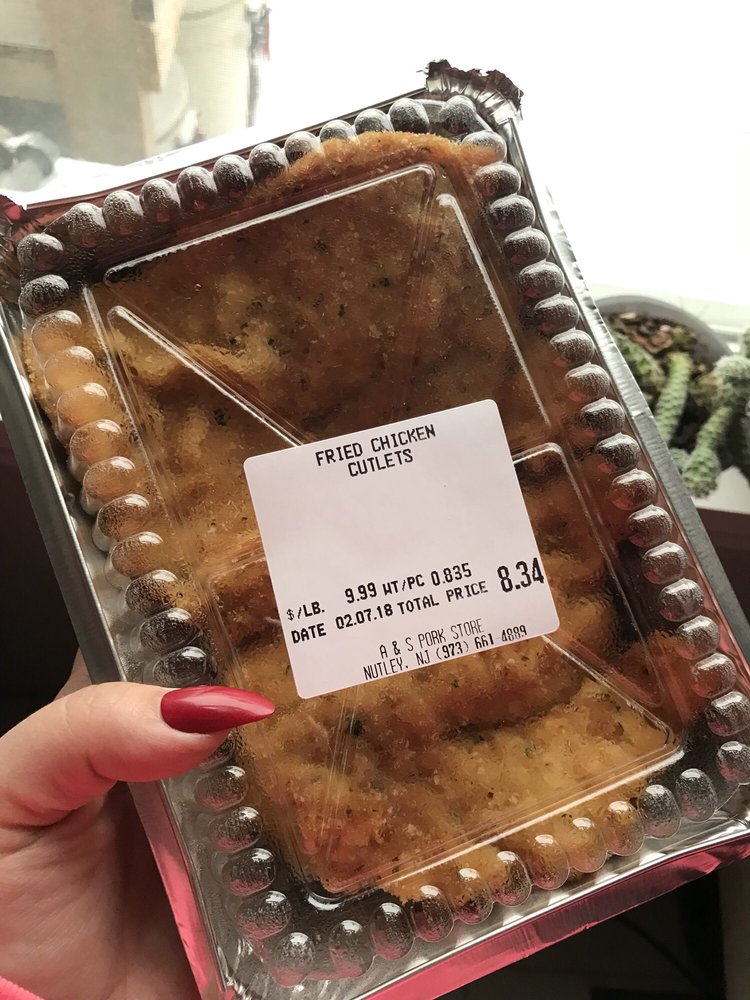 FRIED CHICKEN
CUTLETS
$/LB. 9.99 WT/PC 0.835
DATE 02.07.18 TOTAL PRICE 8.34
A & S PORK STORE
NUTLEY, NJ (973) 661-4889